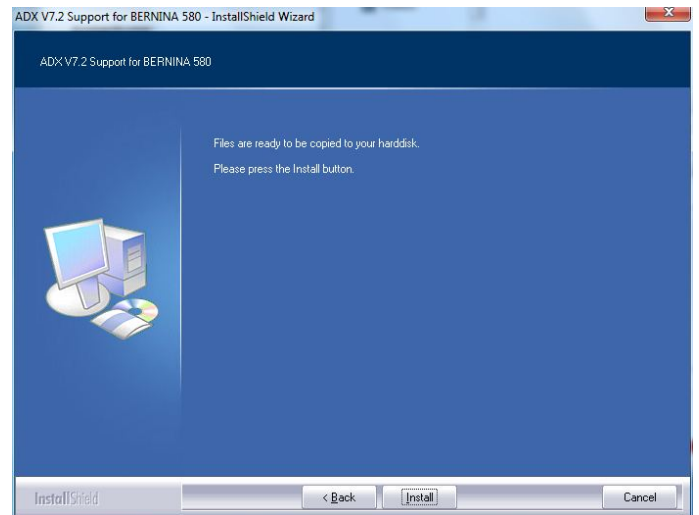 ADX V7.2 Support for BERNINA 580 - InstallShield Wizard
ADX V7.2 Support for BERNINA 580
Files are ready to be copied to your harddisk.
Please press the Install button.
InstallShield
< Back
Install
Cancel